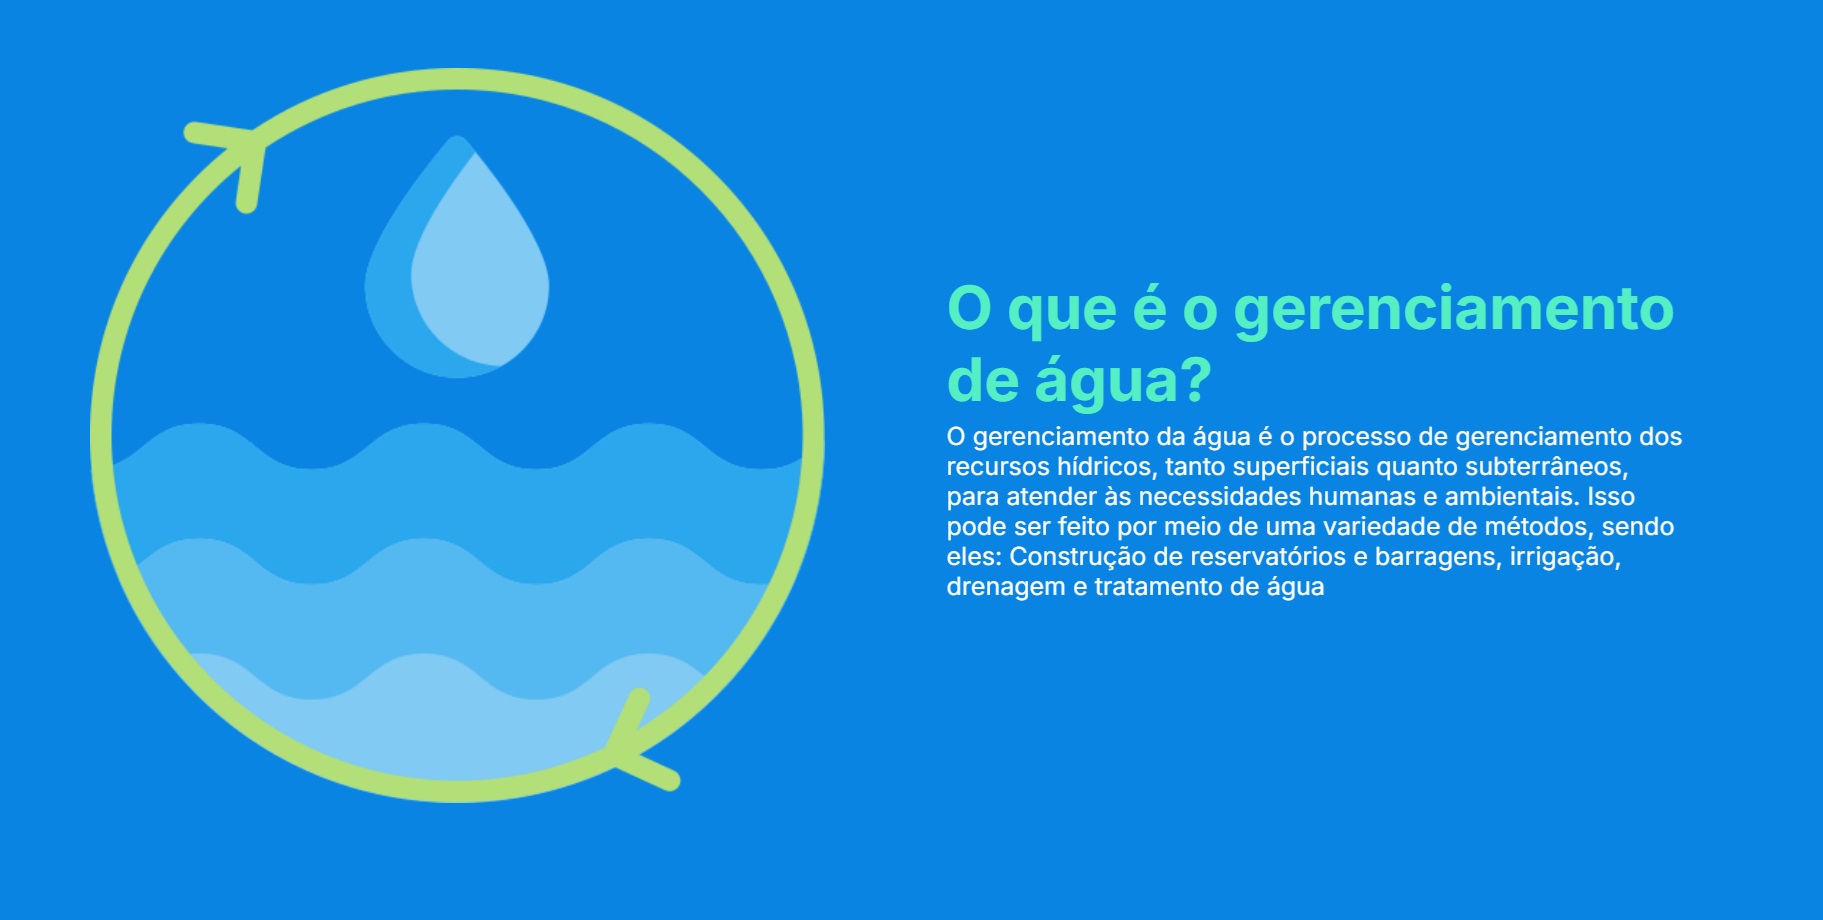 O que é o gerenciamento
de água?
O gerenciamento da água é o processo de gerenciamento dos
recursos hídricos, tanto superficiais quanto subterrâneos,
para atender às necessidades humanas e ambientais. Isso
pode ser feito por meio de uma variedade de métodos, sendo
eles: Construção de reservatórios e barragens, irrigação,
drenagem e tratamento de água